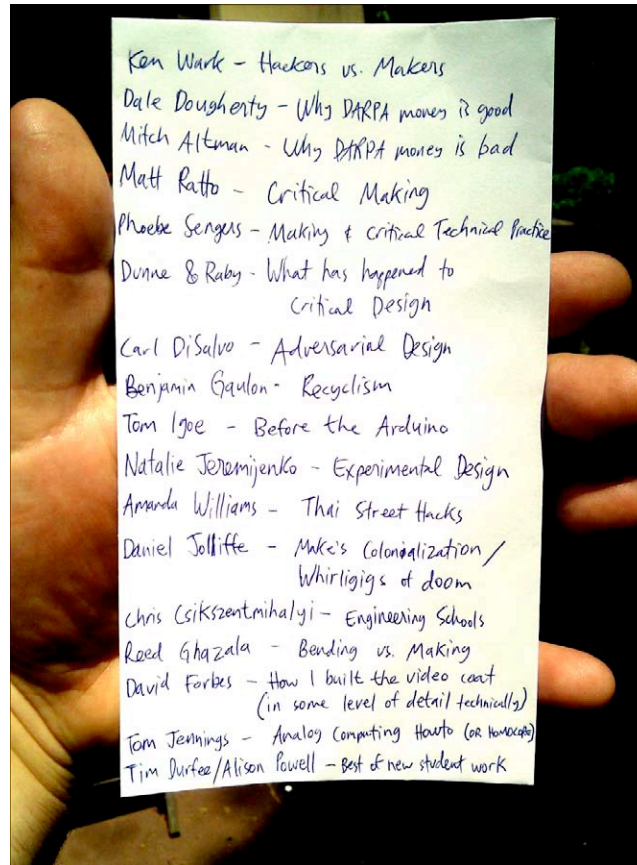 Ken Wark - Hackers vs. Makers
Dale Dougherty - Why DARPA money is good
Mitch Altman - Why DARPA money is bad
Matt Ratto - Critical Making
Phoebe Sengers - Making & Critical Technical Practice
Dunne & Raby - What has happened to
Critical Design
Carl DiSalvo - Adversarial Design
Benjamin Gaulon - Recyclism
Tom Igoe - Before the Arduino
Natalie Jeremijenko - Experimental Design
Amanda Williams - Thai Street Hacks
Daniel Jolliffe - Make's Colonialization /
Whirligigs of doom
Chris Csikszentmihalyi - Engineering Schools
Reed Ghazala - Bending vs. Making
David Forbes - How I built the video coat
(in some level of detail technically)
Tom Jennings - Analog Computing Howto (OR HOMOCORE)
Tim Durfee/Alison Powell - Best of new student work